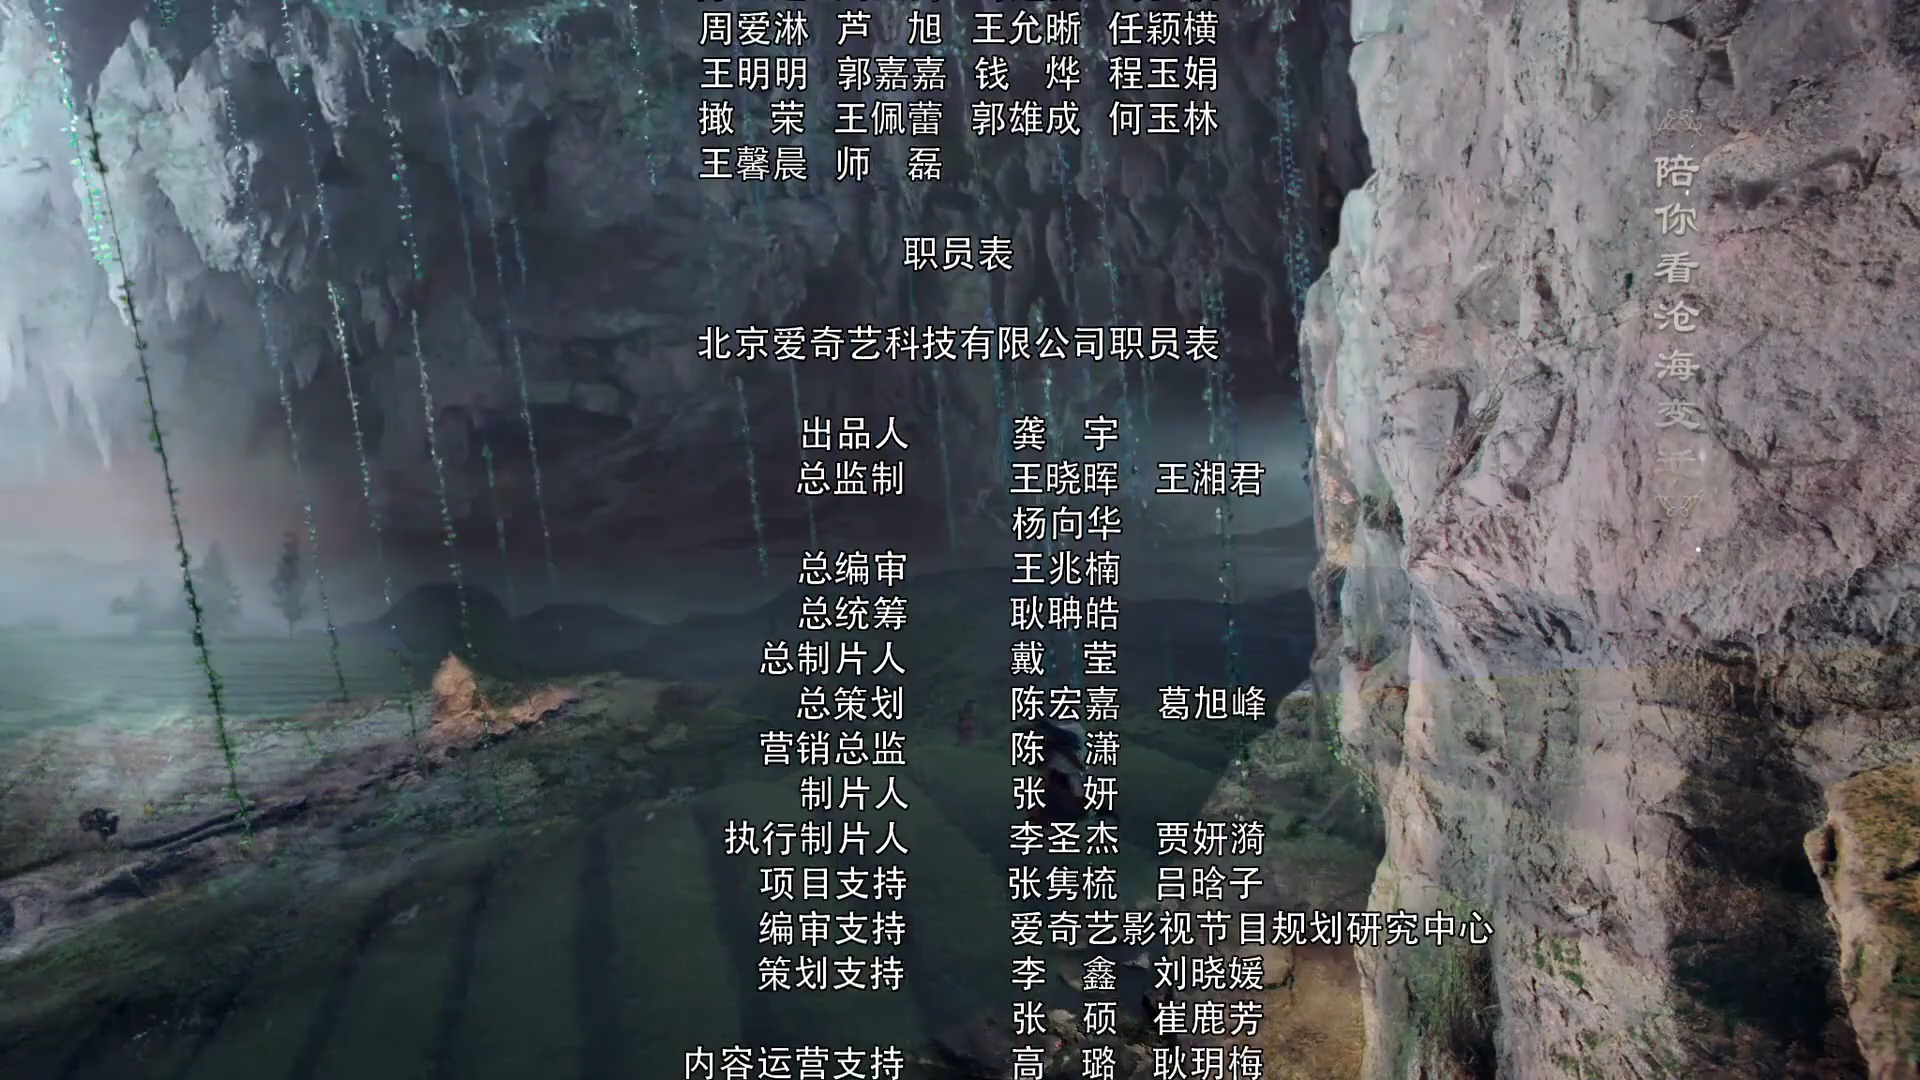 周爱淋 芦 旭 王允晰 任颖横
王明明 郭嘉嘉 钱 烨 程玉娟
撖 荣 王佩蕾 郭雄成 何玉林
王馨晨 师 磊
职员表
北京爱奇艺科技有限公司职员表
出品人 龚 宇
总监制 王晓晖 王湘君
杨向华
总编审 王兆楠
总统筹 耿聃皓
总制片人 戴 莹
总策划 陈宏嘉 葛旭峰
营销总监 陈 潇
制片人 张 妍
执行制片人 李圣杰 贾妍漪
项目支持 张隽梳 吕晗子
编审支持 爱奇艺影视节目规划研究中心
策划支持 李 鑫 刘晓媛
张 硕 崔鹿芳
内容运营支持 高 璐 耿玥梅
陪你看沧海变千